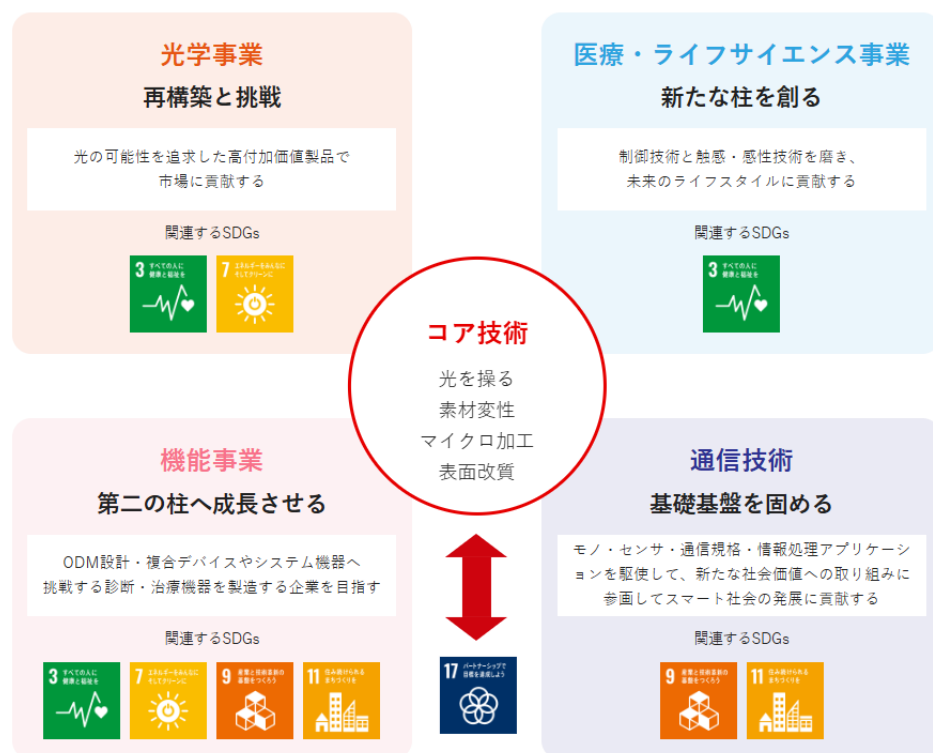 光学事業
再構築と挑戦
光の可能性を追求した高付加価値製品で
市場に貢献する
関連するSDGs
3 すべての人に
健康と福祉を
7 エネルギーをみんなに
そしてクリーンに
医療・ライフサイエンス事業
新たな柱を創る
制御技術と触感・感性技術を磨き、
未来のライフスタイルに貢献する
関連するSDGs
3 すべての人に
健康と福祉を
コア技術
光を操る
素材変性
マイクロ加工
表面改質
機能事業
第二の柱へ成長させる
ODM設計・複合デバイスやシステム機器へ
挑戦する診断・治療機器を製造する企業を目指す
関連するSDGs
3 すべての人に
健康と福祉を
7 エネルギーをみんなに
そしてクリーンに
9 産業と技術革新の
基盤をつくろう
11 住み続けられる
まちづくりを
17 パートナーシップで
目標を達成しよう
通信技術
基礎基盤を固める
モノ・センサ・通信規格・情報処理アプリケーシ
ョンを駆使して、新たな社会価値への取り組みに
参画してスマート社会の発展に貢献する
関連するSDGs
9 産業と技術革新の
基盤をつくろう
11 住み続けられる
まちづくりを